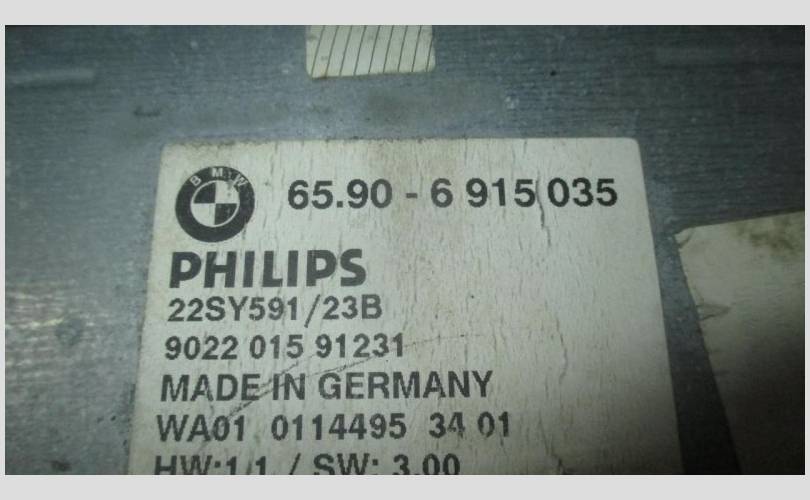 BMW
65.90 - 6 915 035
PHILIPS
22SY591/23B
9022 015 91231
MADE IN GERMANY
WA01 0114495 34 01
HW:1/1 / SW: 3.00